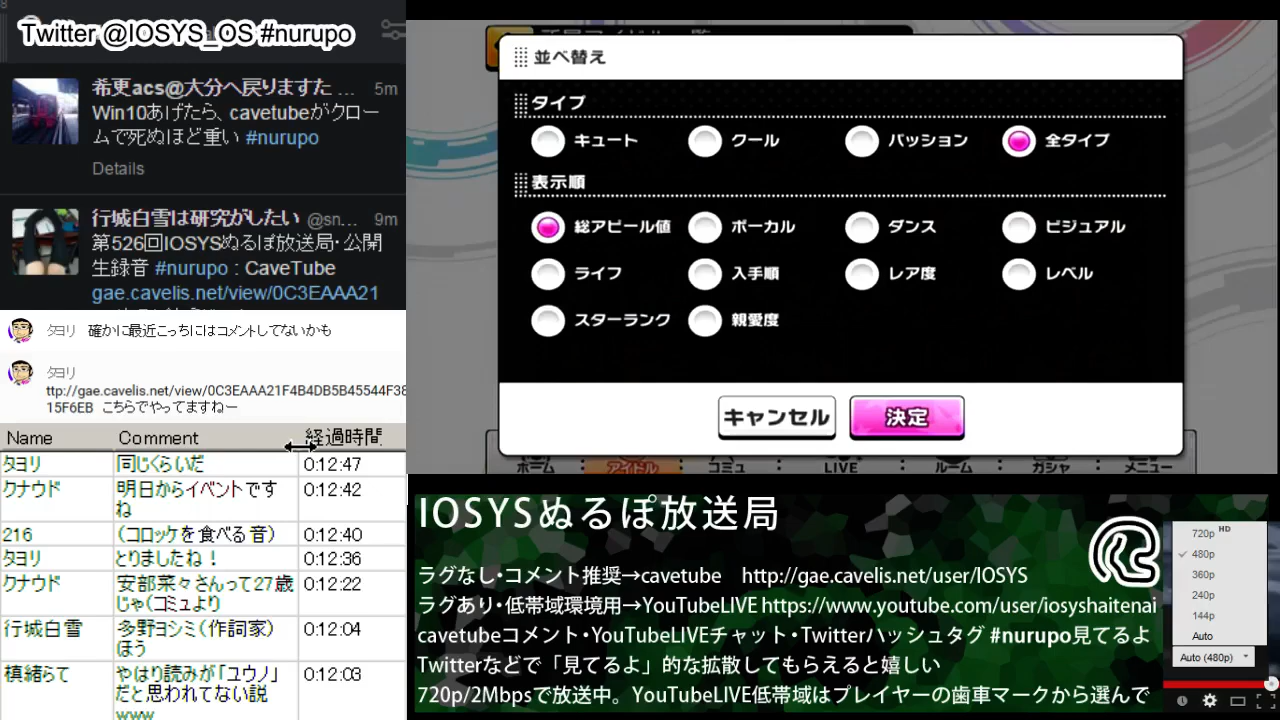 Twitter @IOSYS_OS #nurupo
希更acs@大分へ戻りますた ... 5m
Win10あげたら、cavetubeがクロー
ムで死ぬほど重い #nurupo
Details
行城白雪は研究がしたい @sn... 9m
第526回IOSYSぬるぽ放送局・公開
生録音 #nurupo : CaveTube
gae.cavelis.net/view/0C3EAAA21
タヨリ 確かに最近こっちにはコメントしてないかも
タヨリ
ttp://gae.cavelis.net/view/0C3EAAA21F4B4DB5B45544F38
15F6EB こちらでやってますねー
Name Comment 経過時間
タヨリ 同じくらいだ 0:12:47
クナウド 明日からイベントです 0:12:42
ね
216 (コロッケを食べる音) 0:12:40
タヨリ とりましたね！ 0:12:36
クナウド 安部菜々さんって27歳 0:12:22
じゃ(コミュより
行城白雪 多野ヨシミ(作詞家) 0:12:04
ほう
槙緒らて やはり読みが「ユウノ」 0:12:03
だと思われてない説
www
並べ替え
タイプ
キュート クール パッション 全タイプ
表示順
総アピール値 ボーカル ダンス ビジュアル
ライフ 入手順 レア度 レベル
スターランク 親愛度
キャンセル 決定
ホーム アイドル コミュ LIVE ルーム ガシャ メニュー
IOSYSぬるぽ放送局
ラグなし・コメント推奨→cavetube http://gae.cavelis.net/user/IOSYS
ラグあり・低帯域環境用→YouTubeLIVE https://www.youtube.com/user/iosyshaitenai
cavetubeコメント・YouTubeLIVEチャット・Twitterハッシュタグ #nurupo見てるよ
Twitterなどで「見てるよ」的な拡散してもらえると嬉しい
720p/2Mbpsで放送中。YouTubeLIVE低帯域はプレイヤーの歯車マークから選んで
720p HD
480p
360p
240p
144p
Auto
Auto (480p)